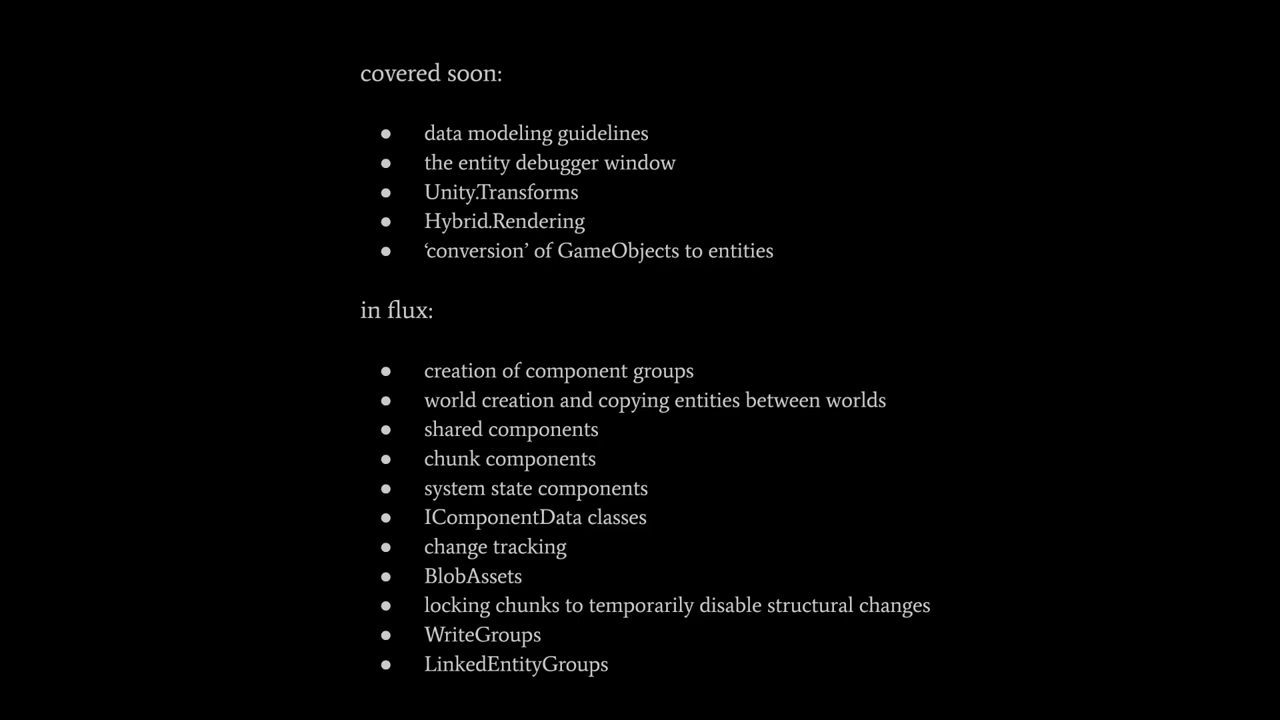 covered soon:
● data modeling guidelines
● the entity debugger window
● Unity.Transforms
● Hybrid.Rendering
● ‘conversion’ of GameObjects to entities
in flux:
● creation of component groups
● world creation and copying entities between worlds
● shared components
● chunk components
● system state components
● IComponentData classes
● change tracking
● BlobAssets
● locking chunks to temporarily disable structural changes
● WriteGroups
● LinkedEntityGroups